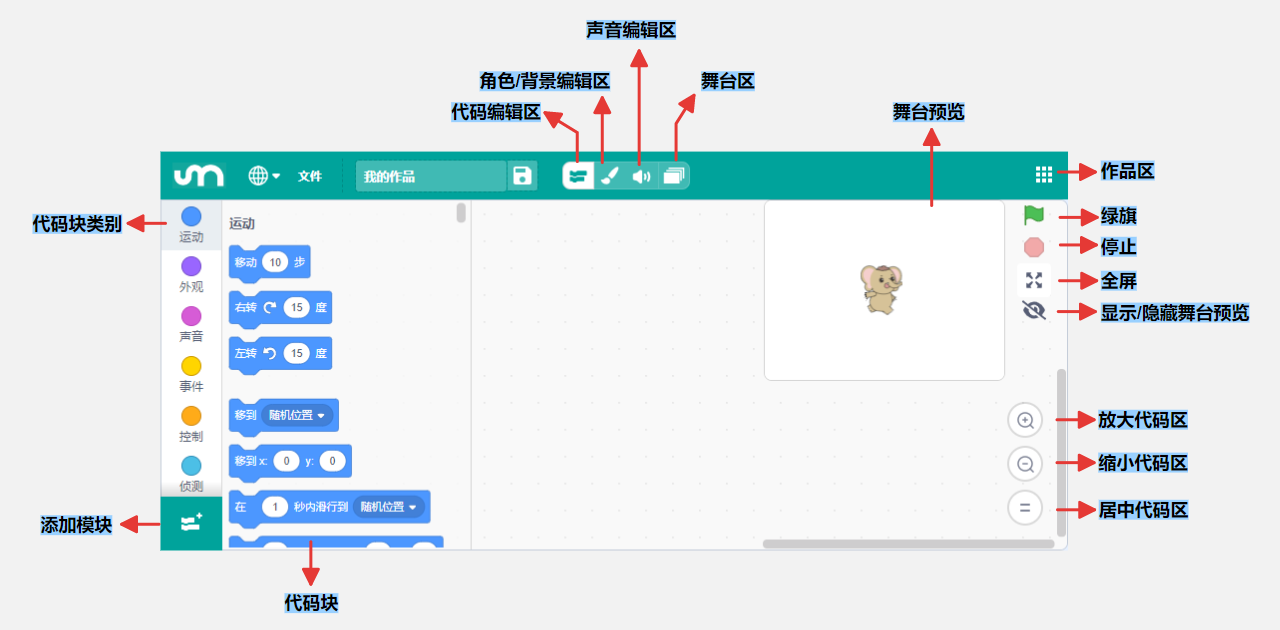 声音编辑区
角色/背景编辑区
舞台区
代码编辑区
舞台预览
um
文件
我的作品
作品区
代码块类别
运动
外观
声音
事件
控制
侦测
添加模块
运动
移动 10 步
右转 15 度
左转 15 度
移到 随机位置
移到 x: 0 y: 0
在 1 秒内滑行到 随机位置
代码块
绿旗
停止
全屏
显示/隐藏舞台预览
放大代码区
缩小代码区
居中代码区